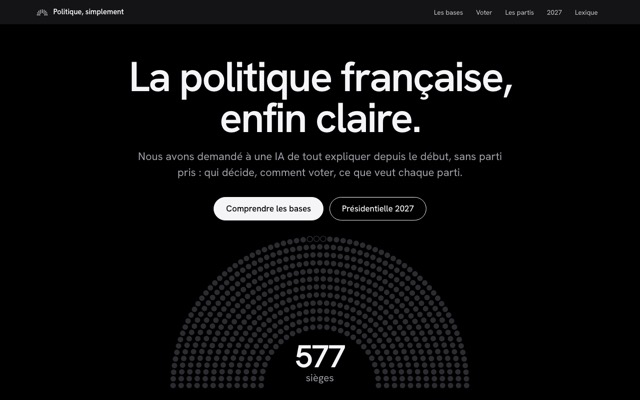 Politique, simplement
Les bases
Voter
Les partis
2027
Lexique
La politique française,
enfin claire.
Nous avons demandé à une IA de tout expliquer depuis le début, sans parti
pris : qui décide, comment voter, ce que veut chaque parti.
Comprendre les bases
Présidentielle 2027
577
sièges